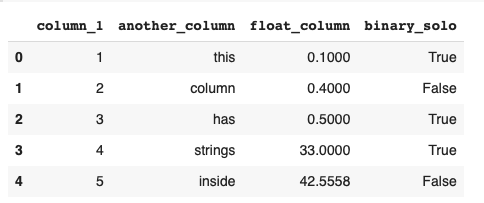 column_1 another_column float_column binary_solo
0 1 this 0.1000 True
1 2 column 0.4000 False
2 3 has 0.5000 True
3 4 strings 33.0000 True
4 5 inside 42.5558 False